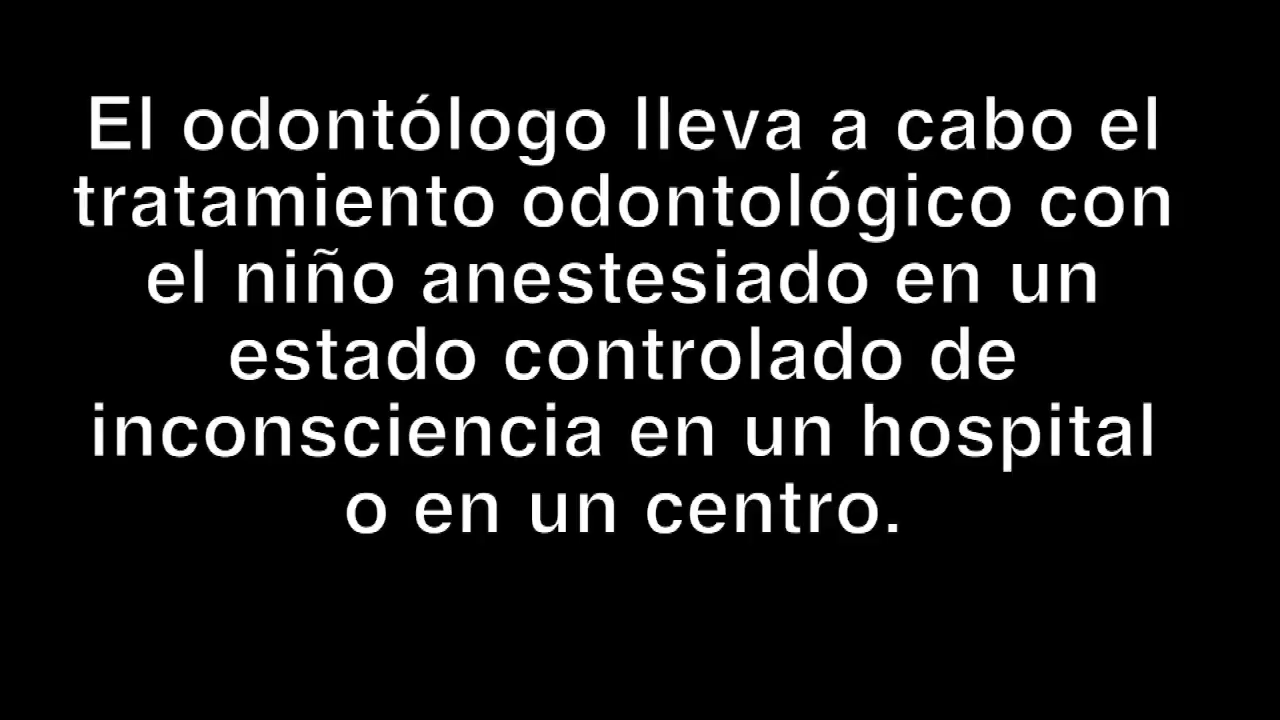 El odontólogo lleva a cabo el
tratamiento odontológico con
el niño anestesiado en un
estado controlado de
inconsciencia en un hospital
o en un centro.